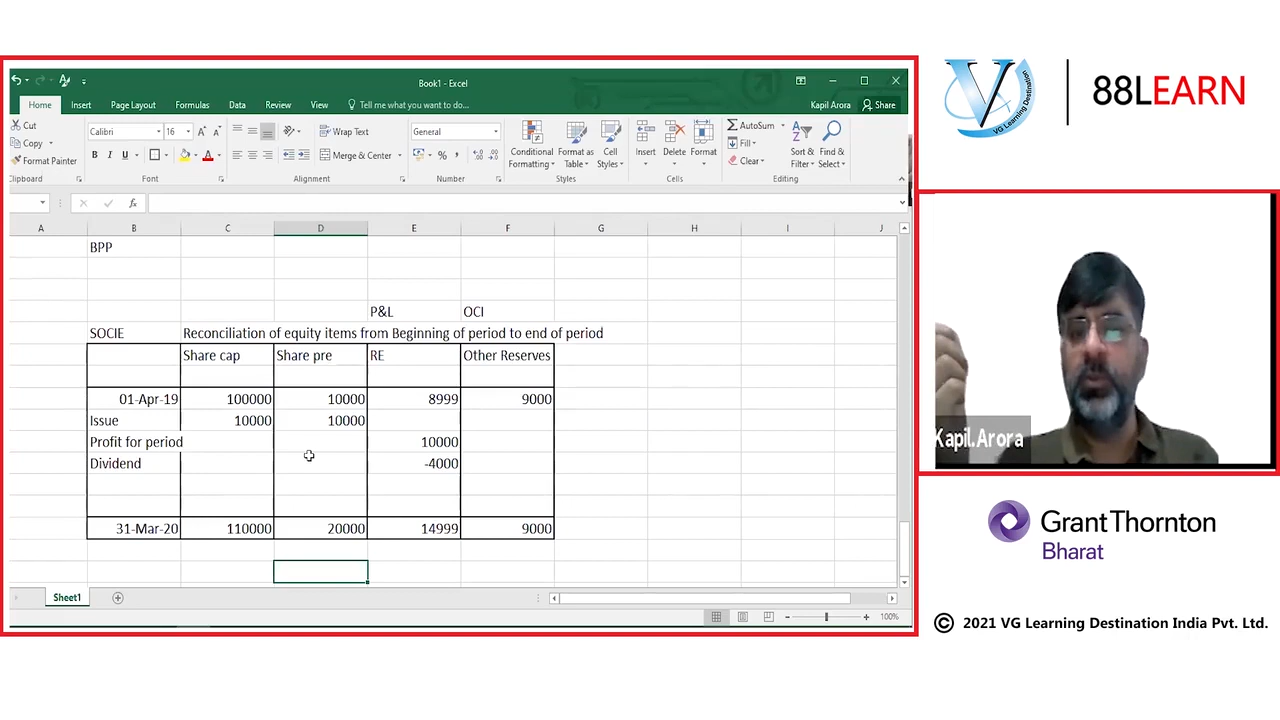 Book1 - Excel
Home Insert Page Layout Formulas Data Review View Tell me what you want to do... Kapil Arora Share
Cut
Copy
Format Painter
Clipboard
Calibri 16
B I U
Font
Wrap Text
Merge & Center
Alignment
General
Number
Conditional Formatting
Format as Table
Cell Styles
Styles
Insert Delete Format
Cells
AutoSum
Fill
Clear
Sort & Filter
Find & Select
Editing
fx
A B C D E F G H I J
BPP
P&L OCI
SOCIE Reconciliation of equity items from Beginning of period to end of period
Share cap Share pre RE Other Reserves
01-Apr-19 100000 10000 8999 9000
Issue 10000 10000
Profit for period 10000
Dividend -4000
31-Mar-20 110000 20000 14999 9000
Sheet1
100%
VG Learning Destination
88LEARN
Kapil.Arora
Grant Thornton
Bharat
© 2021 VG Learning Destination India Pvt. Ltd.